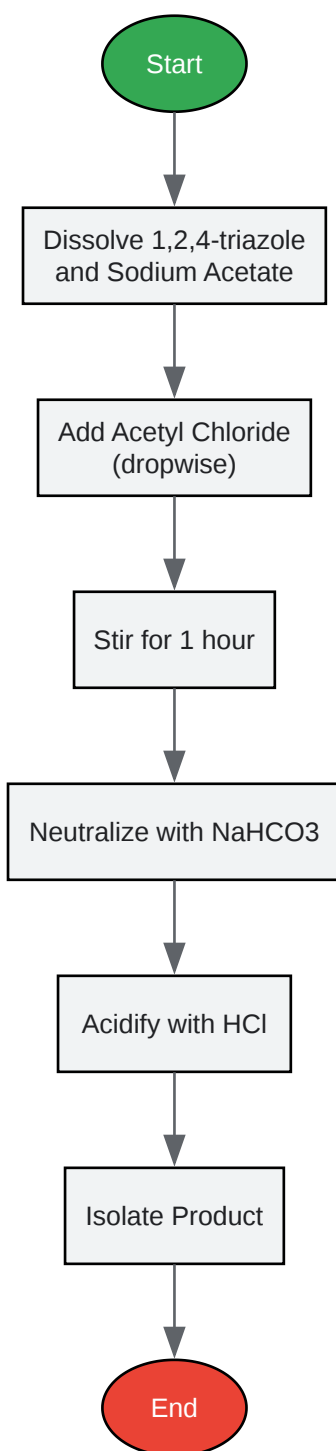 Start
Dissolve 1,2,4-triazole
and Sodium Acetate
Add Acetyl Chloride
(dropwise)
Stir for 1 hour
Neutralize with NaHCO3
Acidify with HCl
Isolate Product
End